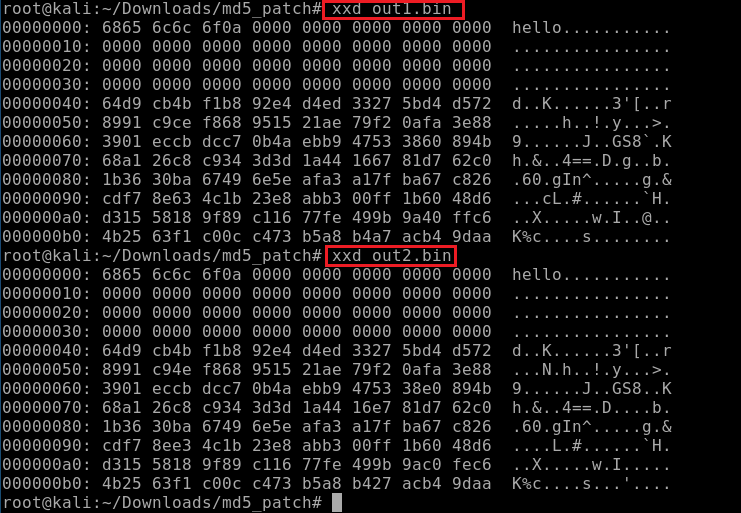 root@kali:~/Downloads/md5_patch# xxd out1.bin
00000000: 6865 6c6c 6f0a 0000 0000 0000 0000 0000  hello...........
00000010: 0000 0000 0000 0000 0000 0000 0000 0000  ................
00000020: 0000 0000 0000 0000 0000 0000 0000 0000  ................
00000030: 0000 0000 0000 0000 0000 0000 0000 0000  ................
00000040: 64d9 cb4b f1b8 92e4 d4ed 3327 5bd4 d572  d..K......3'[..r
00000050: 8991 c9ce f868 9515 21ae 79f2 0afa 3e88  .....h..!.y...>.
00000060: 3901 eccb dcc7 0b4a ebb9 4753 3860 894b  9......J..GS8`.K
00000070: 68a1 26c8 c934 3d3d 1a44 1667 81d7 62c0  h.&..4==.D.g..b.
00000080: 1b36 30ba 6749 6e5e afa3 a17f ba67 c826  .60.gIn^.....g.&
00000090: cdf7 8e63 4c1b 23e8 abb3 00ff 1b60 48d6  ...cL.#......`H.
000000a0: d315 5818 9f89 c116 77fe 499b 9a40 ffc6  ..X.....w.I..@..
000000b0: 4b25 63f1 c00c c473 b5a8 b4a7 acb4 9daa  K%c....s........
root@kali:~/Downloads/md5_patch# xxd out2.bin
00000000: 6865 6c6c 6f0a 0000 0000 0000 0000 0000  hello...........
00000010: 0000 0000 0000 0000 0000 0000 0000 0000  ................
00000020: 0000 0000 0000 0000 0000 0000 0000 0000  ................
00000030: 0000 0000 0000 0000 0000 0000 0000 0000  ................
00000040: 64d9 cb4b f1b8 92e4 d4ed 3327 5bd4 d572  d..K......3'[..r
00000050: 8991 c94e f868 9515 21ae 79f2 0afa 3e88  ...N.h..!.y...>.
00000060: 3901 eccb dcc7 0b4a ebb9 4753 38e0 894b  9......J..GS8..K
00000070: 68a1 26c8 c934 3d3d 1a44 16e7 81d7 62c0  h.&..4==.D....b.
00000080: 1b36 30ba 6749 6e5e afa3 a17f ba67 c826  .60.gIn^.....g.&
00000090: cdf7 8ee3 4c1b 23e8 abb3 00ff 1b60 48d6  ....L.#......`H.
000000a0: d315 5818 9f89 c116 77fe 499b 9ac0 fec6  ..X.....w.I.....
000000b0: 4b25 63f1 c00c c473 b5a8 b427 acb4 9daa  K%c....s...'....
root@kali:~/Downloads/md5_patch#